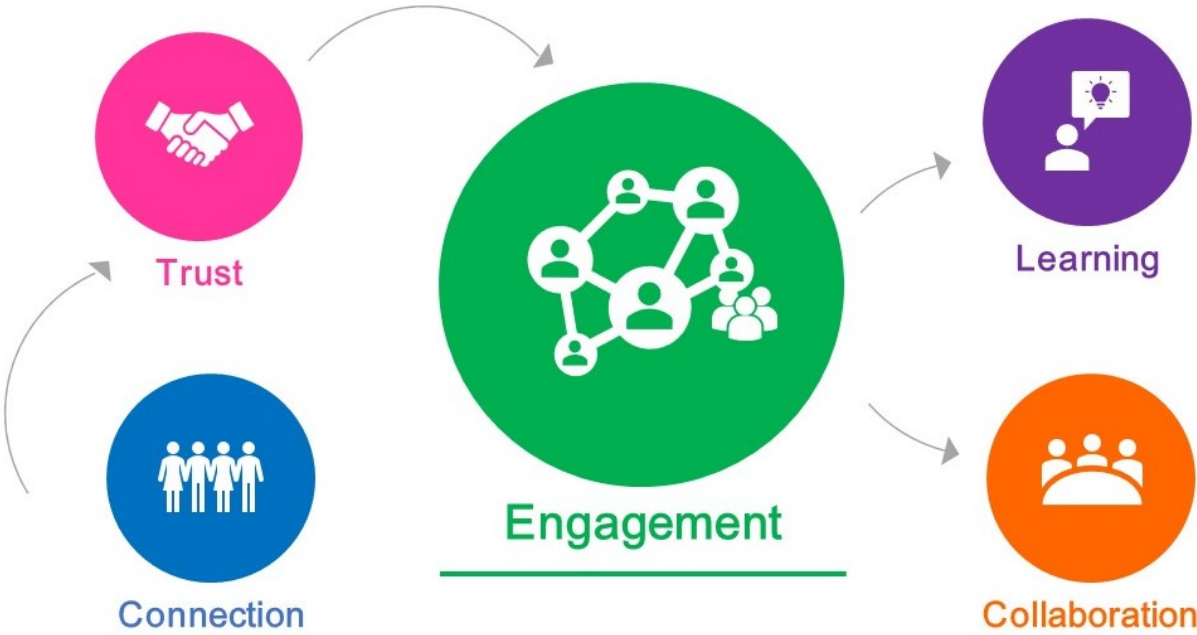 Trust
Connection
Engagement
Learning
Collaboration